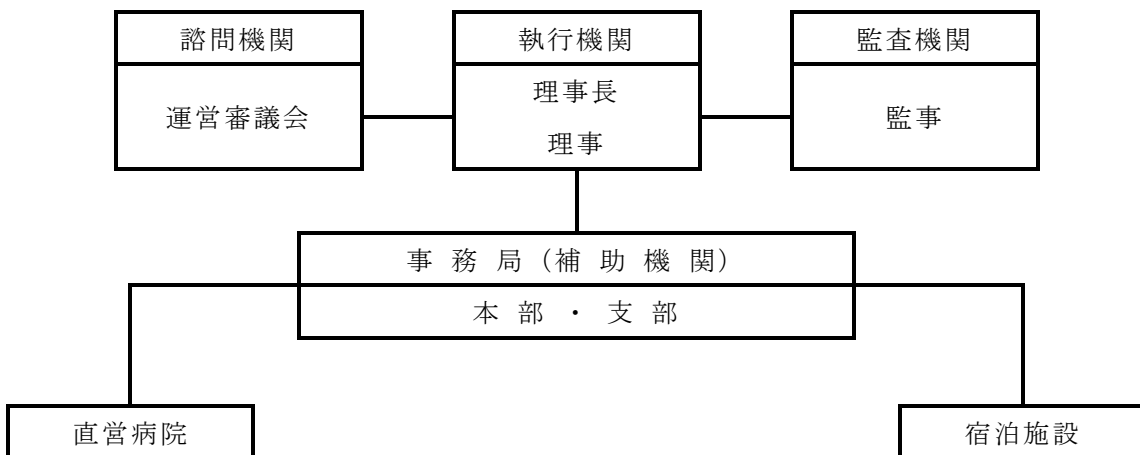 諮問機関
執行機関
監査機関
運営審議会
理事長
理事
監事
事務局(補助機関)
本部・支部
直営病院
宿泊施設